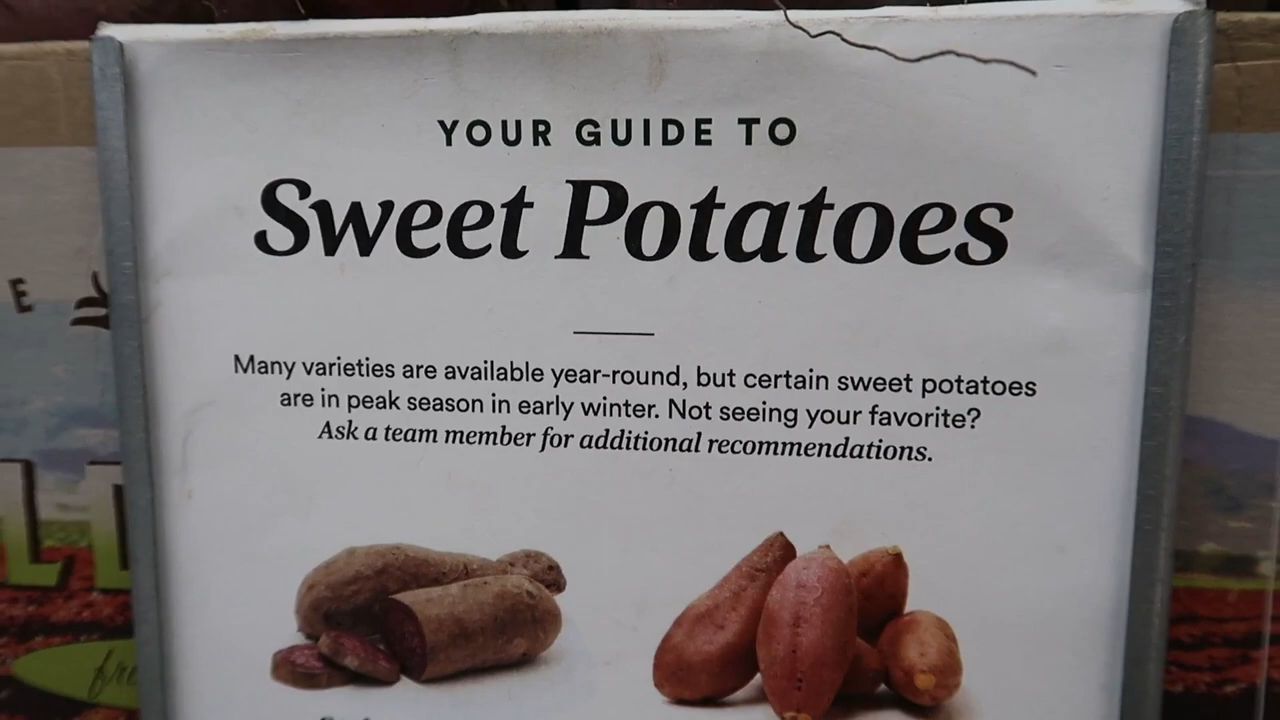 YOUR GUIDE TO
Sweet Potatoes
Many varieties are available year-round, but certain sweet potatoes
are in peak season in early winter. Not seeing your favorite?
Ask a team member for additional recommendations.
E
fre